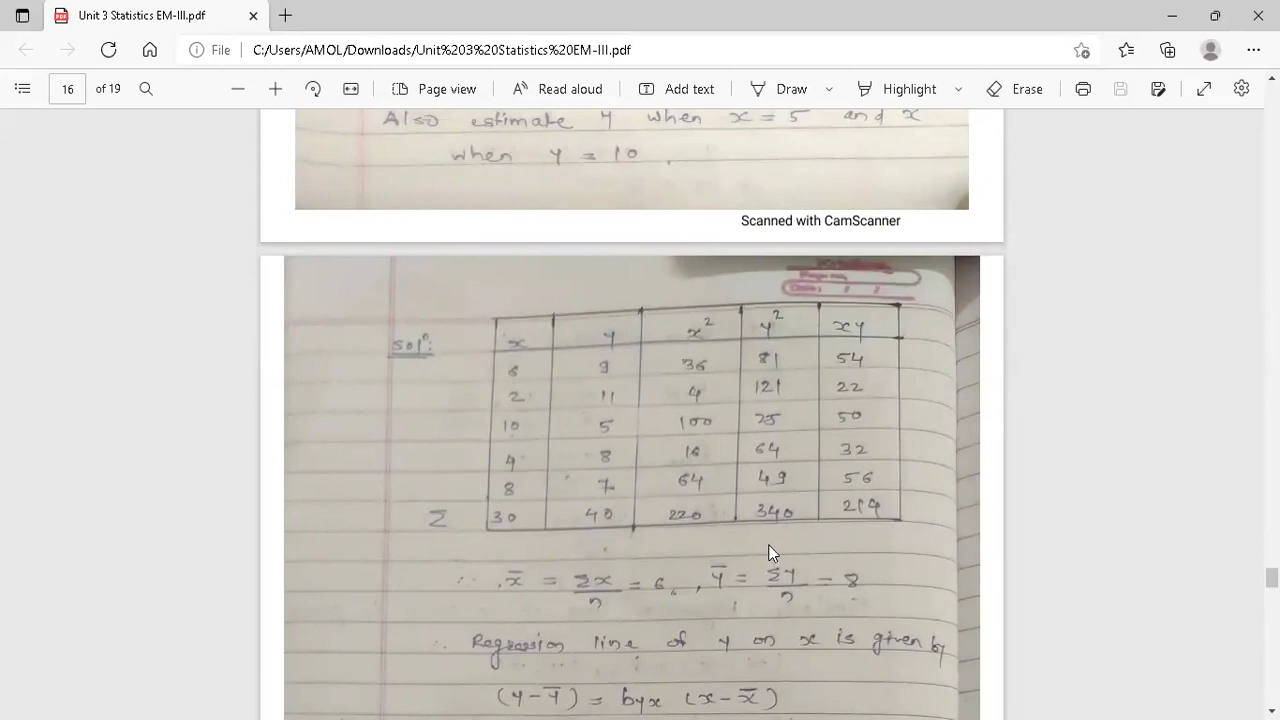 Unit 3 Statistics EM-III.pdf
File C:/Users/AMOL/Downloads/Unit%203%20Statistics%20EM-III.pdf
16 of 19 Page view Read aloud Add text Draw Highlight Erase
Also estimate y when x = 5 and x
when y = 10 .
Scanned with CamScanner
Soln: x y x² y² xy
6 9 36 81 54
2 11 4 121 22
10 5 100 25 50
4 8 16 64 32
8 7 64 49 56
Σ 30 40 220 340 214
∴ x̄ = Σx/n = 6, ȳ = Σy/n = 8
∴ Regression line of y on x is given by
(y-ȳ) = byx (x-x̄)